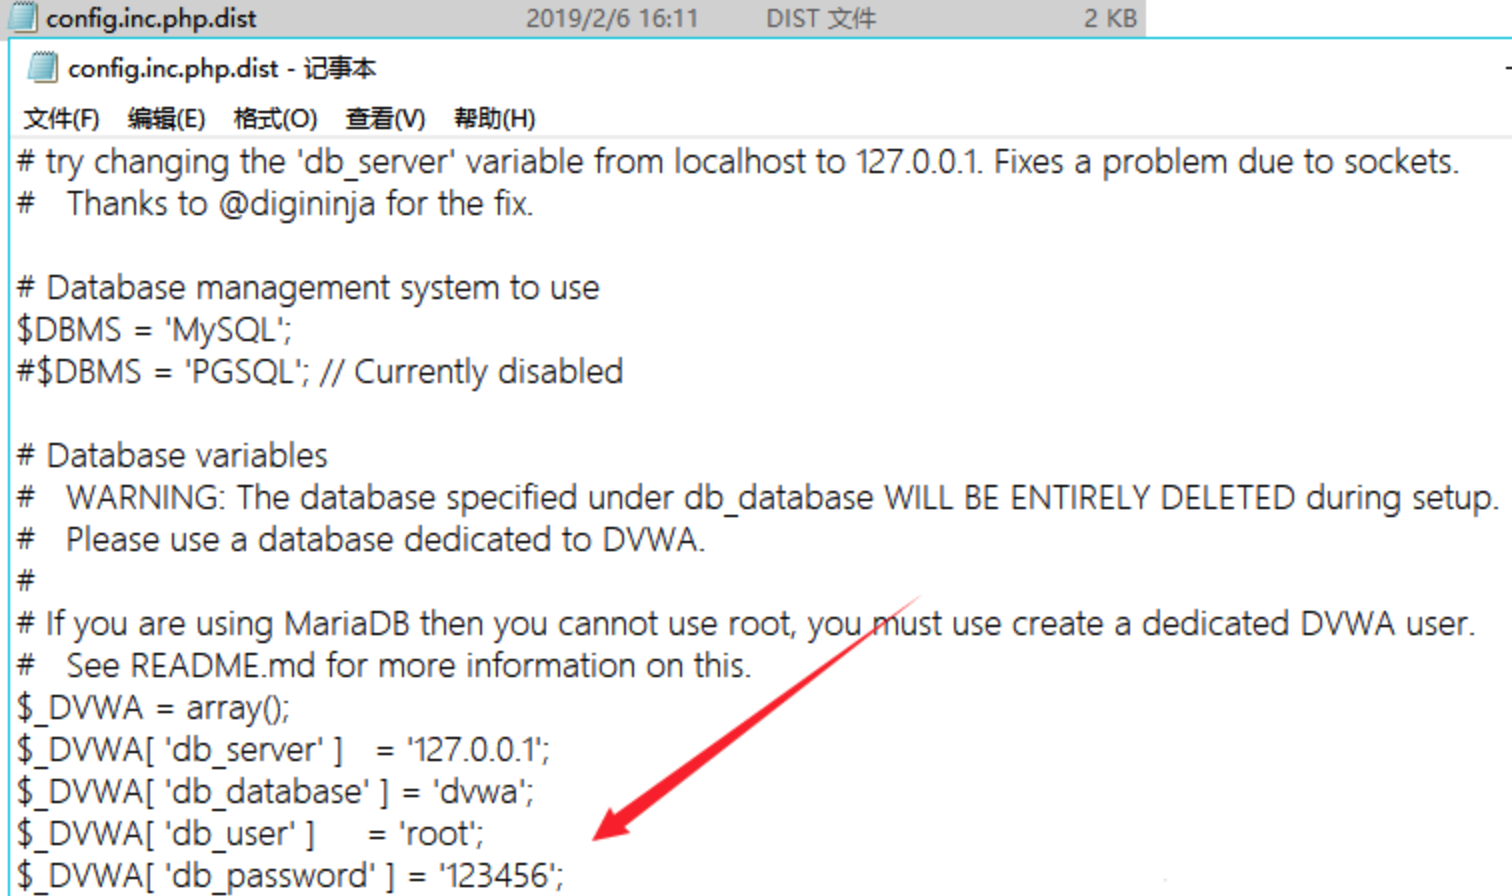 config.inc.php.dist 2019/2/6 16:11 DIST 文件 2 KB
config.inc.php.dist - 记事本
文件(F) 编辑(E) 格式(O) 查看(V) 帮助(H)
# try changing the 'db_server' variable from localhost to 127.0.0.1. Fixes a problem due to sockets.
#   Thanks to @digininja for the fix.
# Database management system to use
$DBMS = 'MySQL';
#$DBMS = 'PGSQL'; // Currently disabled
# Database variables
#   WARNING: The database specified under db_database WILL BE ENTIRELY DELETED during setup.
#   Please use a database dedicated to DVWA.
#
# If you are using MariaDB then you cannot use root, you must use create a dedicated DVWA user.
#   See README.md for more information on this.
$_DVWA = array();
$_DVWA[ 'db_server' ]   = '127.0.0.1';
$_DVWA[ 'db_database' ] = 'dvwa';
$_DVWA[ 'db_user' ]     = 'root';
$_DVWA[ 'db_password' ] = '123456';